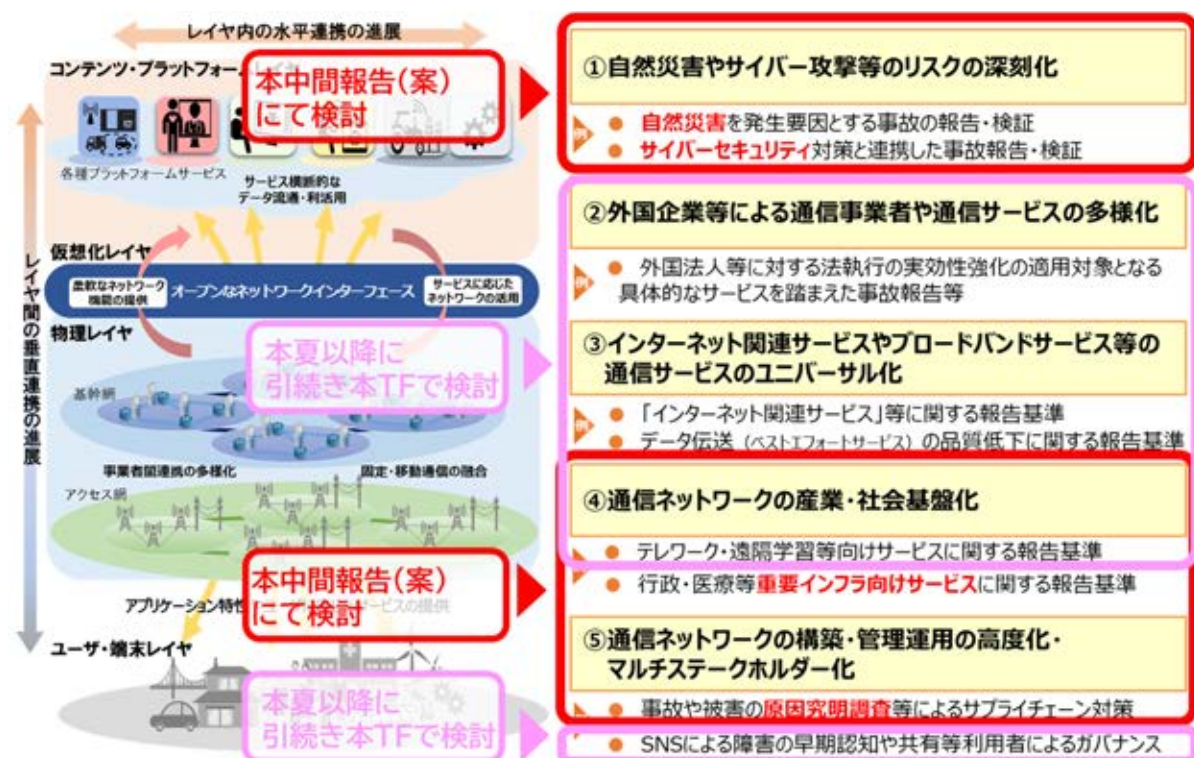 レイヤ内の水平連携の進展
コンテンツ・プラットフォーム
各種プラットフォームサービス
サービス横断的な
データ流通・利活用
レイヤ間の垂直連携の進展
仮想化レイヤ
柔軟なネットワーク
機能の提供
オープンなネットワークインターフェース
サービスに応じた
ネットワークの活用
物理レイヤ
基幹網
事業者間連携の多様化
固定・移動通信の融合
アクセス網
アプリケーション特性
サービスの提供
ユーザ・端末レイヤ
本中間報告(案)
にて検討
本夏以降に
引続き本TFで検討
本中間報告(案)
にて検討
本夏以降に
引続き本TFで検討
①自然災害やサイバー攻撃等のリスクの深刻化
例
● 自然災害を発生要因とする事故の報告・検証
● サイバーセキュリティ対策と連携した事故報告・検証
②外国企業等による通信事業者や通信サービスの多様化
例
● 外国法人等に対する法執行の実効性強化の適用対象となる
具体的なサービスを踏まえた事故報告等
③インターネット関連サービスやブロードバンドサービス等の
通信サービスのユニバーサル化
例
● 「インターネット関連サービス」等に関する報告基準
● データ伝送（ベストエフォートサービス）の品質低下に関する報告基準
④通信ネットワークの産業・社会基盤化
● テレワーク・遠隔学習等向けサービスに関する報告基準
● 行政・医療等重要インフラ向けサービスに関する報告基準
⑤通信ネットワークの構築・管理運用の高度化・
マルチステークホルダー化
● 事故や被害の原因究明調査等によるサプライチェーン対策
● SNSによる障害の早期認知や共有等利用者によるガバナンス